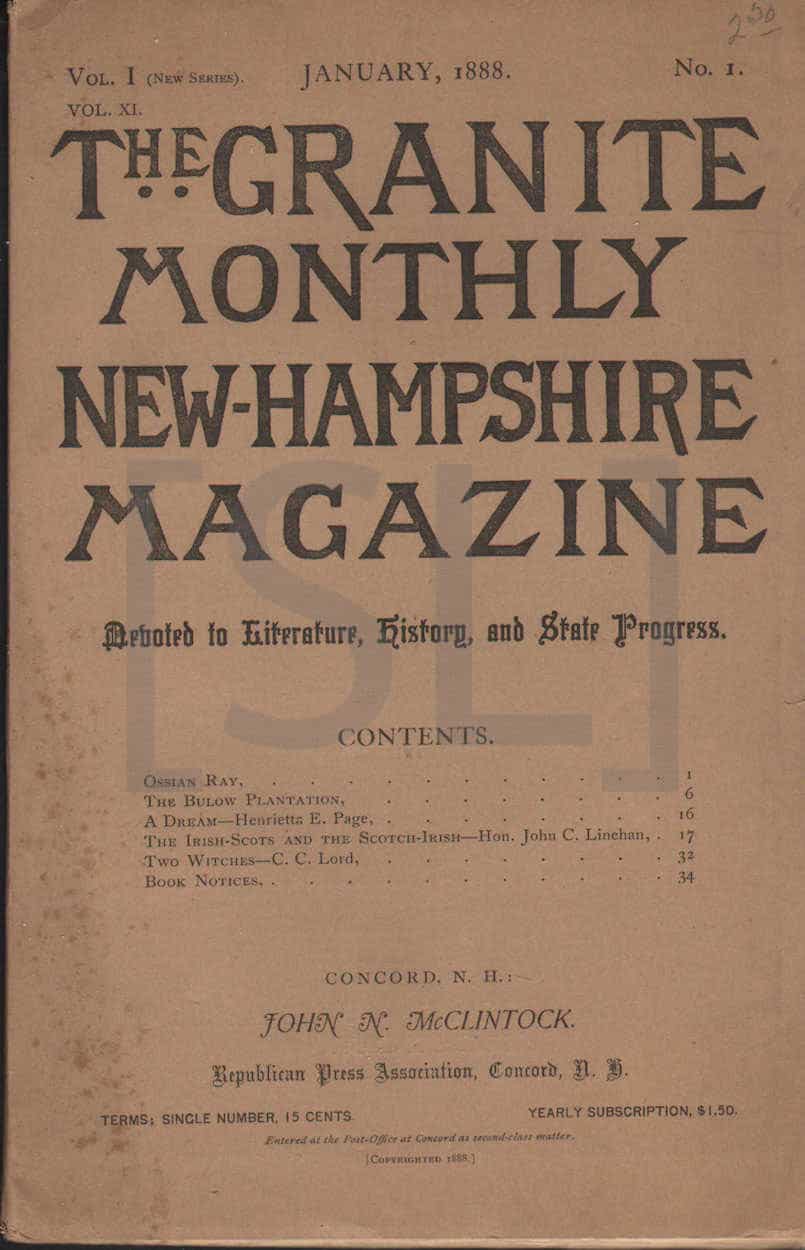 2 50
VOL. I (NEW SERIES). JANUARY, 1888. NO. 1.
VOL. XI.
THE GRANITE
MONTHLY
NEW-HAMPSHIRE
MAGAZINE
Devoted to Literature, History, and State Progress.
[SL]
CONTENTS.
OSSIAN RAY, . . . . . . . . . . . 1
THE BULOW PLANTATION, . . . . . . . . 6
A DREAM—Henrietta E. Page, . . . . . . . . 16
THE IRISH-SCOTS AND THE SCOTCH-IRISH—Hon. John C. Linehan, . 17
TWO WITCHES—C. C. Lord, . . . . . . . . 32
BOOK NOTICES, . . . . . . . . . . . 34
CONCORD, N. H.:
JOHN N. McCLINTOCK.
Republican Press Association, Concord, N. H.
TERMS; SINGLE NUMBER, 15 CENTS. YEARLY SUBSCRIPTION, $1.50.
Entered at the Post-Office at Concord as second-class matter.
[COPYRIGHTED 1888.]